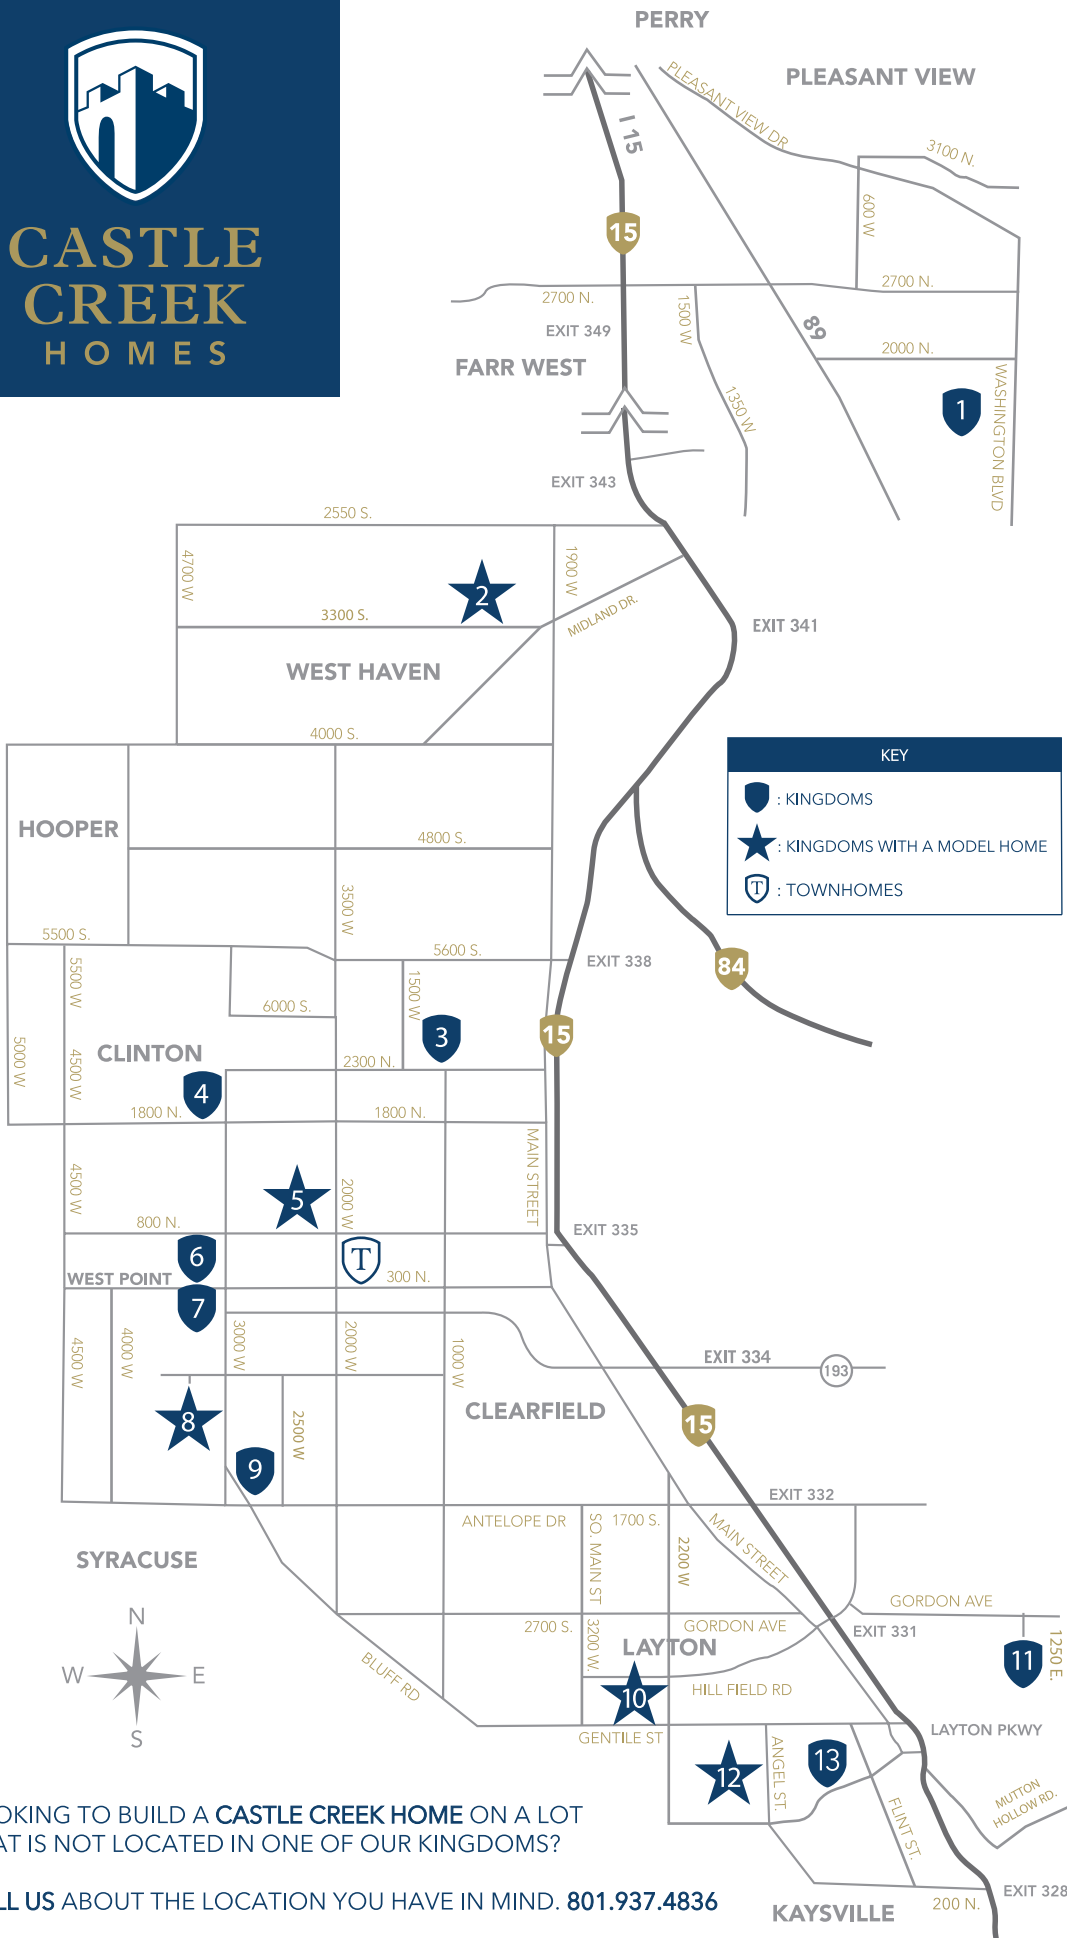 PERRY
PLEASANT VIEW
PLEASANT VIEW DR
3100 N.
I 15
600 W
CASTLE
CREEK
HOMES
15
2700 N.
2700 N.
1500 W
EXIT 349
89
2000 N.
FARR WEST
WASHINGTON BLVD
1350 W
1
EXIT 343
2550 S.
4700 W
1900 W
2
3300 S.
MIDLAND DR.
EXIT 341
WEST HAVEN
4000 S.
KEY
: KINGDOMS
: KINGDOMS WITH A MODEL HOME
T : TOWNHOMES
HOOPER
4800 S.
3500 W
5500 S.
5600 S.
EXIT 338
84
5500 W
1500 W
6000 S.
15
3
5000 W
4500 W
CLINTON
2300 N.
4
1800 N.
1800 N.
MAIN STREET
4500 W
5
2000 W
800 N.
EXIT 335
6
T
WEST POINT
300 N.
7
4500 W
4000 W
3000 W
2000 W
1000 W
EXIT 334
193
8
2500 W
CLEARFIELD
15
9
EXIT 332
ANTELOPE DR
SO. MAIN ST
1700 S.
2200 W
MAIN STREET
SYRACUSE
GORDON AVE
N
W
E
S
2700 S.
3200 W.
GORDON AVE
EXIT 331
LAYTON
1250 E.
11
BLUFF RD
10
HILL FIELD RD
GENTILE ST
LAYTON PKWY
12
ANGEL ST.
13
MUTTON
HOLLOW RD.
FLINT ST.
OKING TO BUILD A CASTLE CREEK HOME ON A LOT
AT IS NOT LOCATED IN ONE OF OUR KINGDOMS?
LL US ABOUT THE LOCATION YOU HAVE IN MIND. 801.937.4836
EXIT 328
200 N.
KAYSVILLE